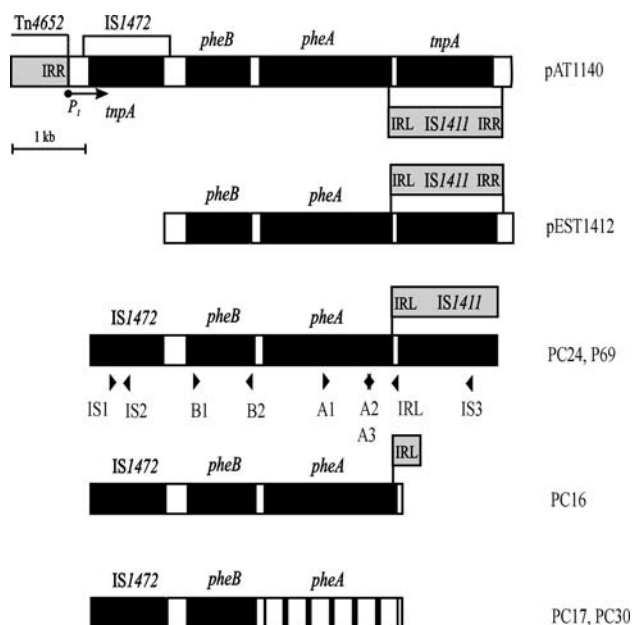 Tn4652 IS1472
pheB pheA tnpA
IRR pAT1140
P1 tnpA
IRL IS1411 IRR
1 kb
IRL IS1411 IRR
pheB pheA
pEST1412
IRL IS1411
IS1472 pheB pheA
PC24, P69
IS1 IS2 B1 B2 A1 A2 IRL IS3
A3
IRL
IS1472 pheB pheA
PC16
IS1472 pheB pheA
PC17, PC30